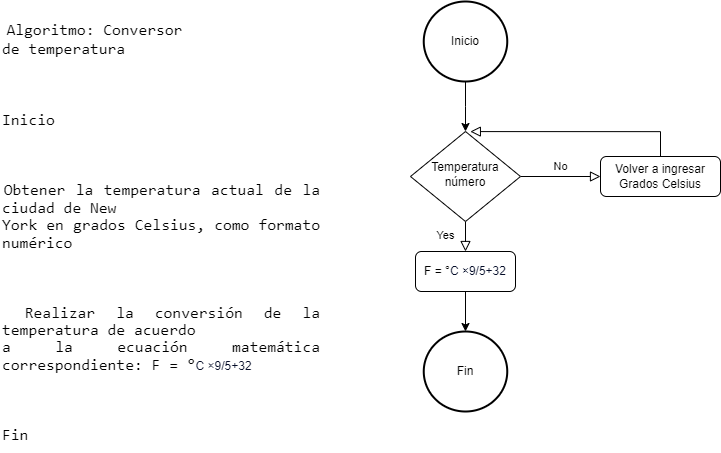 Algoritmo: Conversor
de temperatura
Inicio
Obtener la temperatura actual de la
ciudad de New
York en grados Celsius, como formato
numérico
Realizar la conversión de la
temperatura de acuerdo
a la ecuación matemática
correspondiente: F = °C ×9/5+32
Fin
Inicio
Temperatura
número
No
Volver a ingresar
Grados Celsius
Yes
F = °C ×9/5+32
Fin